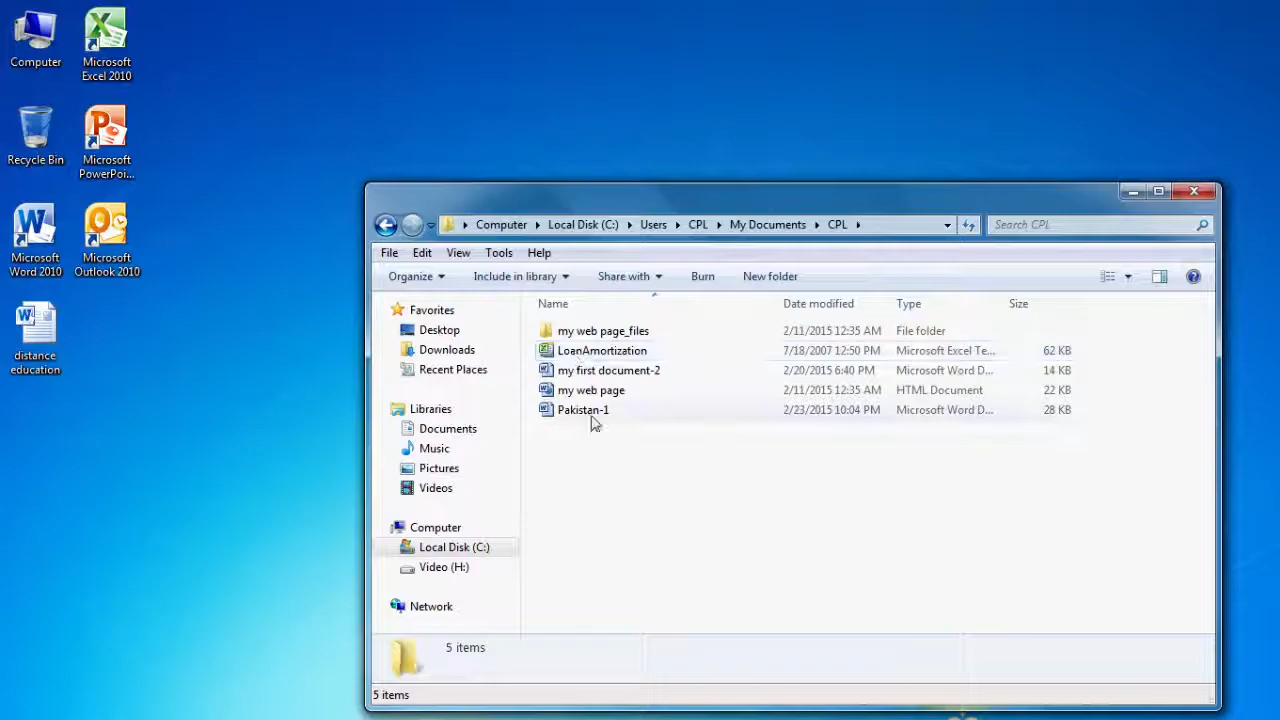 Computer
Microsoft
Excel 2010
Recycle Bin
Microsoft
PowerPoi...
Microsoft
Word 2010
Microsoft
Outlook 2010
distance
education
Computer Local Disk (C:) Users CPL My Documents CPL
Search CPL
File Edit View Tools Help
Organize Include in library Share with Burn New folder
Name Date modified Type Size
my web page_files 2/11/2015 12:35 AM File folder
LoanAmortization 7/18/2007 12:50 PM Microsoft Excel Te... 62 KB
my first document-2 2/20/2015 6:40 PM Microsoft Word D... 14 KB
my web page 2/11/2015 12:35 AM HTML Document 22 KB
Pakistan-1 2/23/2015 10:04 PM Microsoft Word D... 28 KB
Favorites
Desktop
Downloads
Recent Places
Libraries
Documents
Music
Pictures
Videos
Computer
Local Disk (C:)
Video (H:)
Network
5 items
5 items